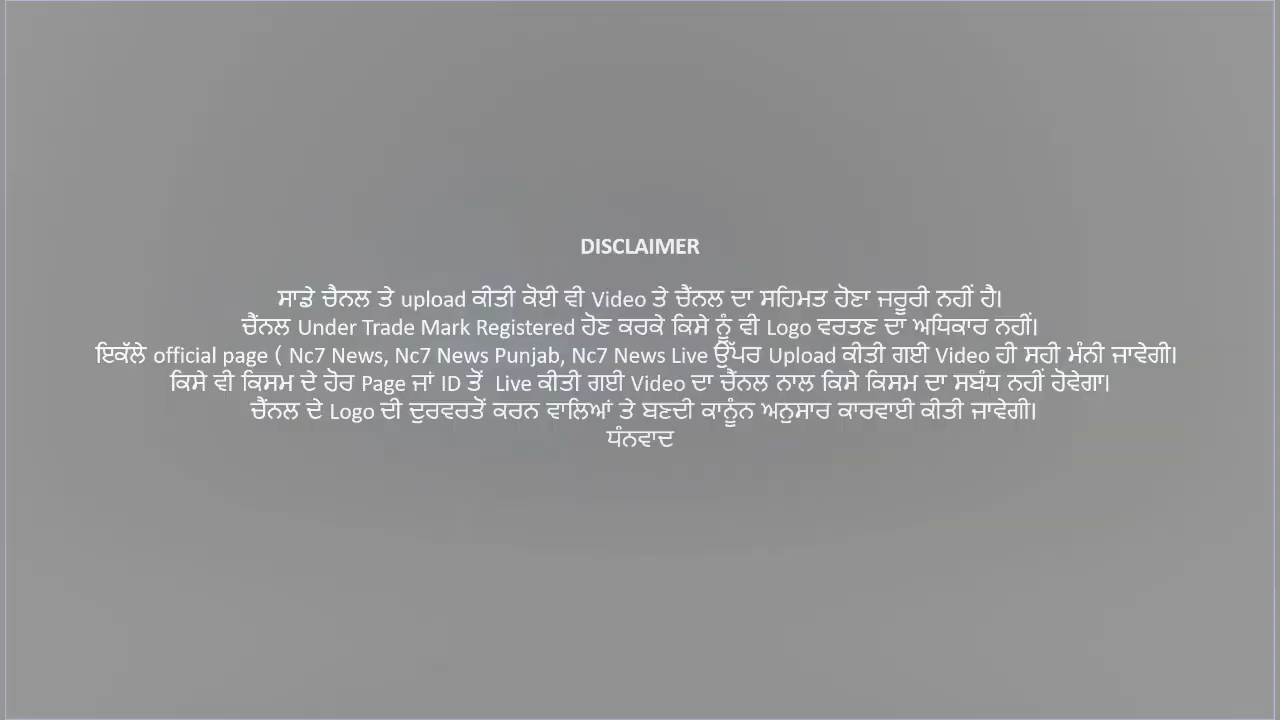 DISCLAIMER
ਸਾਡੇ ਚੈਨਲ ਤੇ upload ਕੀਤੀ ਕੋਈ ਵੀ Video ਤੇ ਚੈੱਨਲ ਦਾ ਸਹਿਮਤ ਹੋਣਾ ਜਰੂਰੀ ਨਹੀਂ ਹੈ।
ਚੈੱਨਲ Under Trade Mark Registered ਹੋਣ ਕਰਕੇ ਕਿਸੇ ਨੂੰ ਵੀ Logo ਵਰਤਣ ਦਾ ਅਧਿਕਾਰ ਨਹੀਂ।
ਇਕੱਲੇ official page ( Nc7 News, Nc7 News Punjab, Nc7 News Live ਉੱਪਰ Upload ਕੀਤੀ ਗਈ Video ਹੀ ਸਹੀ ਮੰਨੀ ਜਾਵੇਗੀ।
ਕਿਸੇ ਵੀ ਕਿਸਮ ਦੇ ਹੋਰ Page ਜਾਂ ID ਤੋਂ Live ਕੀਤੀ ਗਈ Video ਦਾ ਚੈੱਨਲ ਨਾਲ ਕਿਸੇ ਕਿਸਮ ਦਾ ਸਬੰਧ ਨਹੀਂ ਹੋਵੇਗਾ।
ਚੈੱਨਲ ਦੇ Logo ਦੀ ਦੁਰਵਰਤੋਂ ਕਰਨ ਵਾਲਿਆਂ ਤੇ ਬਣਦੀ ਕਾਨੂੰਨ ਅਨੁਸਾਰ ਕਾਰਵਾਈ ਕੀਤੀ ਜਾਵੇਗੀ।
ਧੰਨਵਾਦ